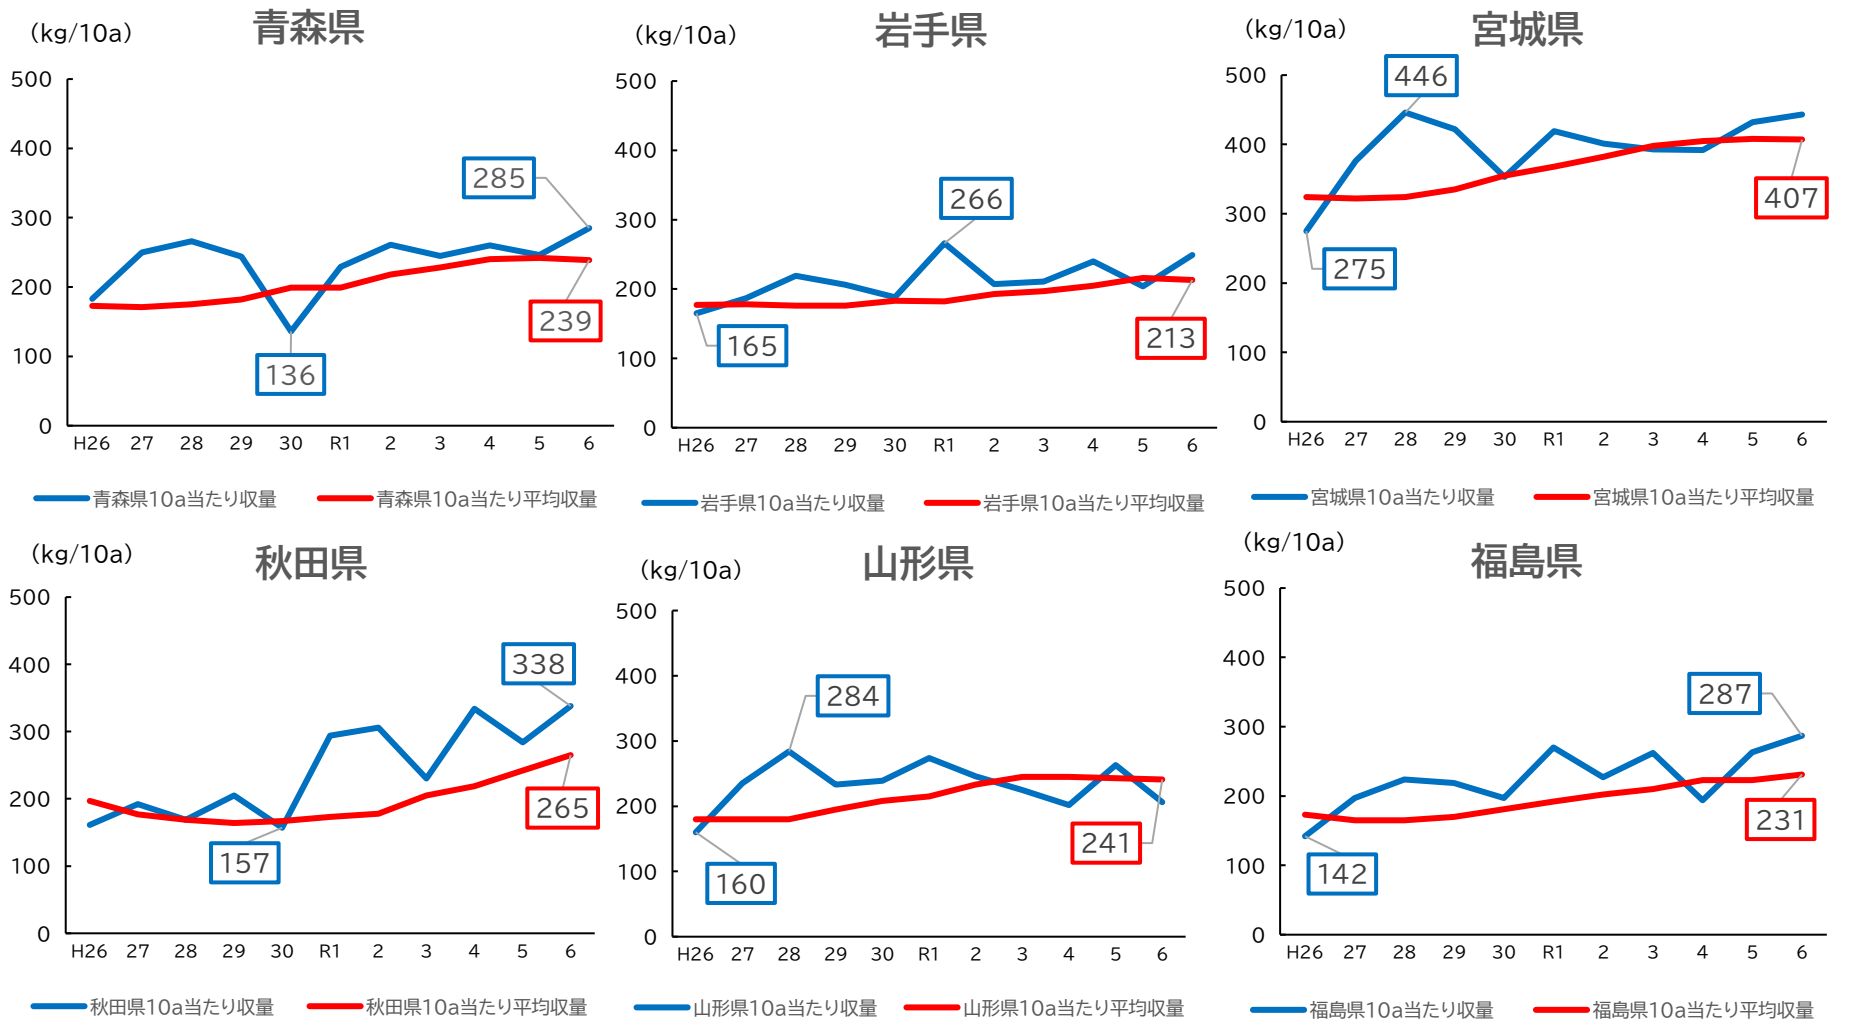 (kg/10a)
青森県
500
400
300
200
100
0
285
239
136
H26 27 28 29 30 R1 2 3 4 5 6
青森県10a当たり収量 青森県10a当たり平均収量
(kg/10a)
岩手県
500
400
300
200
100
0
266
165
213
H26 27 28 29 30 R1 2 3 4 5 6
岩手県10a当たり収量 岩手県10a当たり平均収量
(kg/10a)
宮城県
500
400
300
200
100
0
446
407
275
H26 27 28 29 30 R1 2 3 4 5 6
宮城県10a当たり収量 宮城県10a当たり平均収量
(kg/10a)
秋田県
500
400
300
200
100
0
338
265
157
H26 27 28 29 30 R1 2 3 4 5 6
秋田県10a当たり収量 秋田県10a当たり平均収量
(kg/10a)
山形県
500
400
300
200
100
0
284
241
160
H26 27 28 29 30 R1 2 3 4 5 6
山形県10a当たり収量 山形県10a当たり平均収量
(kg/10a)
福島県
500
400
300
200
100
0
287
231
142
H26 27 28 29 30 R1 2 3 4 5 6
福島県10a当たり収量 福島県10a当たり平均収量